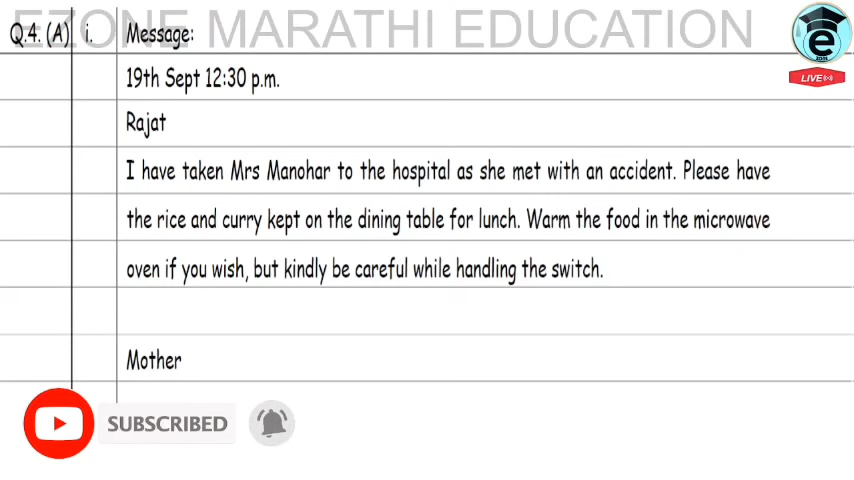 EZONE MARATHI EDUCATION
Q.4. (A) i. Message:
19th Sept 12:30 p.m.
Rajat
I have taken Mrs Manohar to the hospital as she met with an accident. Please have
the rice and curry kept on the dining table for lunch. Warm the food in the microwave
oven if you wish, but kindly be careful while handling the switch.
Mother
e
ZONE
LIVE
SUBSCRIBED